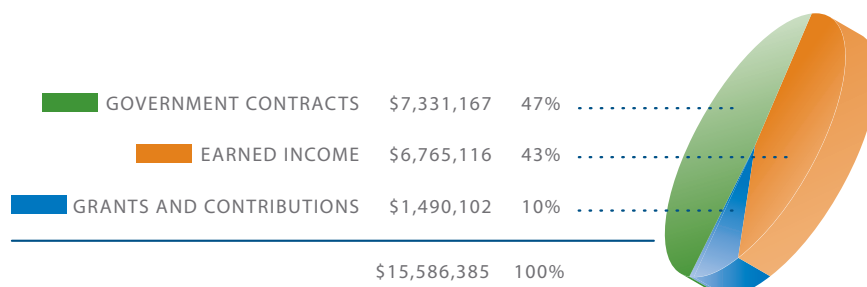 GOVERNMENT CONTRACTS $7,331,167 47%
EARNED INCOME $6,765,116 43%
GRANTS AND CONTRIBUTIONS $1,490,102 10%
$15,586,385 100%